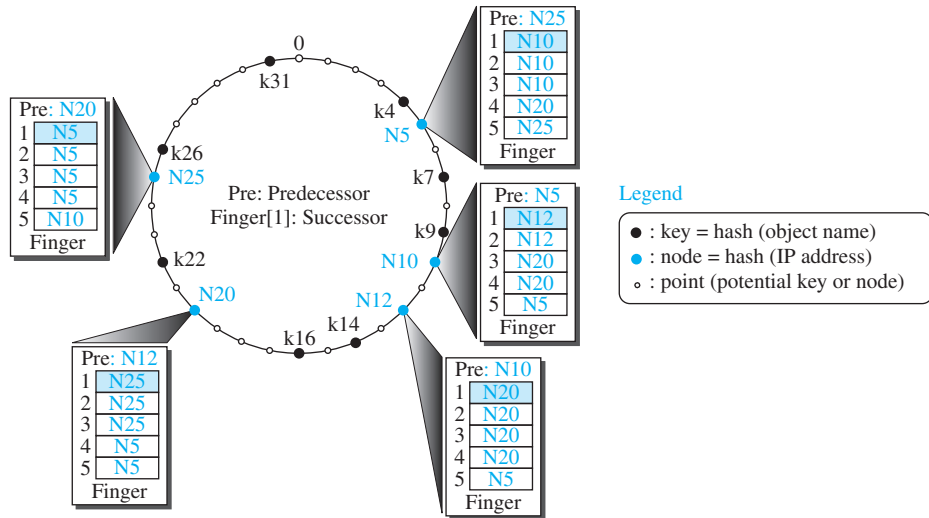 0
k31
k4
N5
k7
k9
N10
N12
k14
k16
N20
k22
N25
k26
Pre: Predecessor
Finger[1]: Successor
Pre: N25
1 N10
2 N10
3 N10
4 N20
5 N25
Finger
Pre: N5
1 N12
2 N12
3 N20
4 N20
5 N5
Finger
Pre: N10
1 N20
2 N20
3 N20
4 N20
5 N5
Finger
Pre: N12
1 N25
2 N25
3 N25
4 N5
5 N5
Finger
Pre: N20
1 N5
2 N5
3 N5
4 N5
5 N10
Finger
Legend
: key = hash (object name)
: node = hash (IP address)
: point (potential key or node)